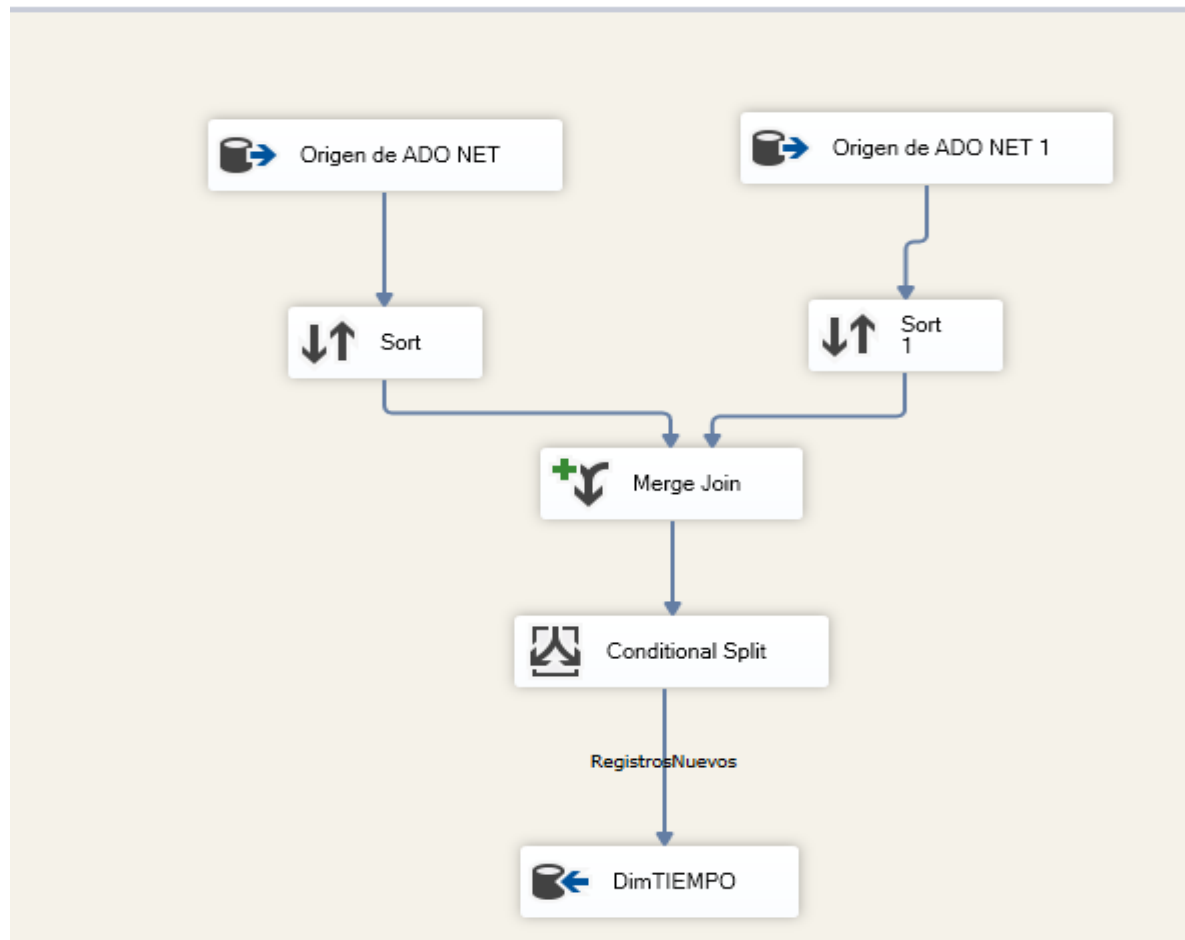 Origen de ADO NET
Origen de ADO NET 1
Sort
Sort
1
Merge Join
Conditional Split
RegistrosNuevos
DimTIEMPO